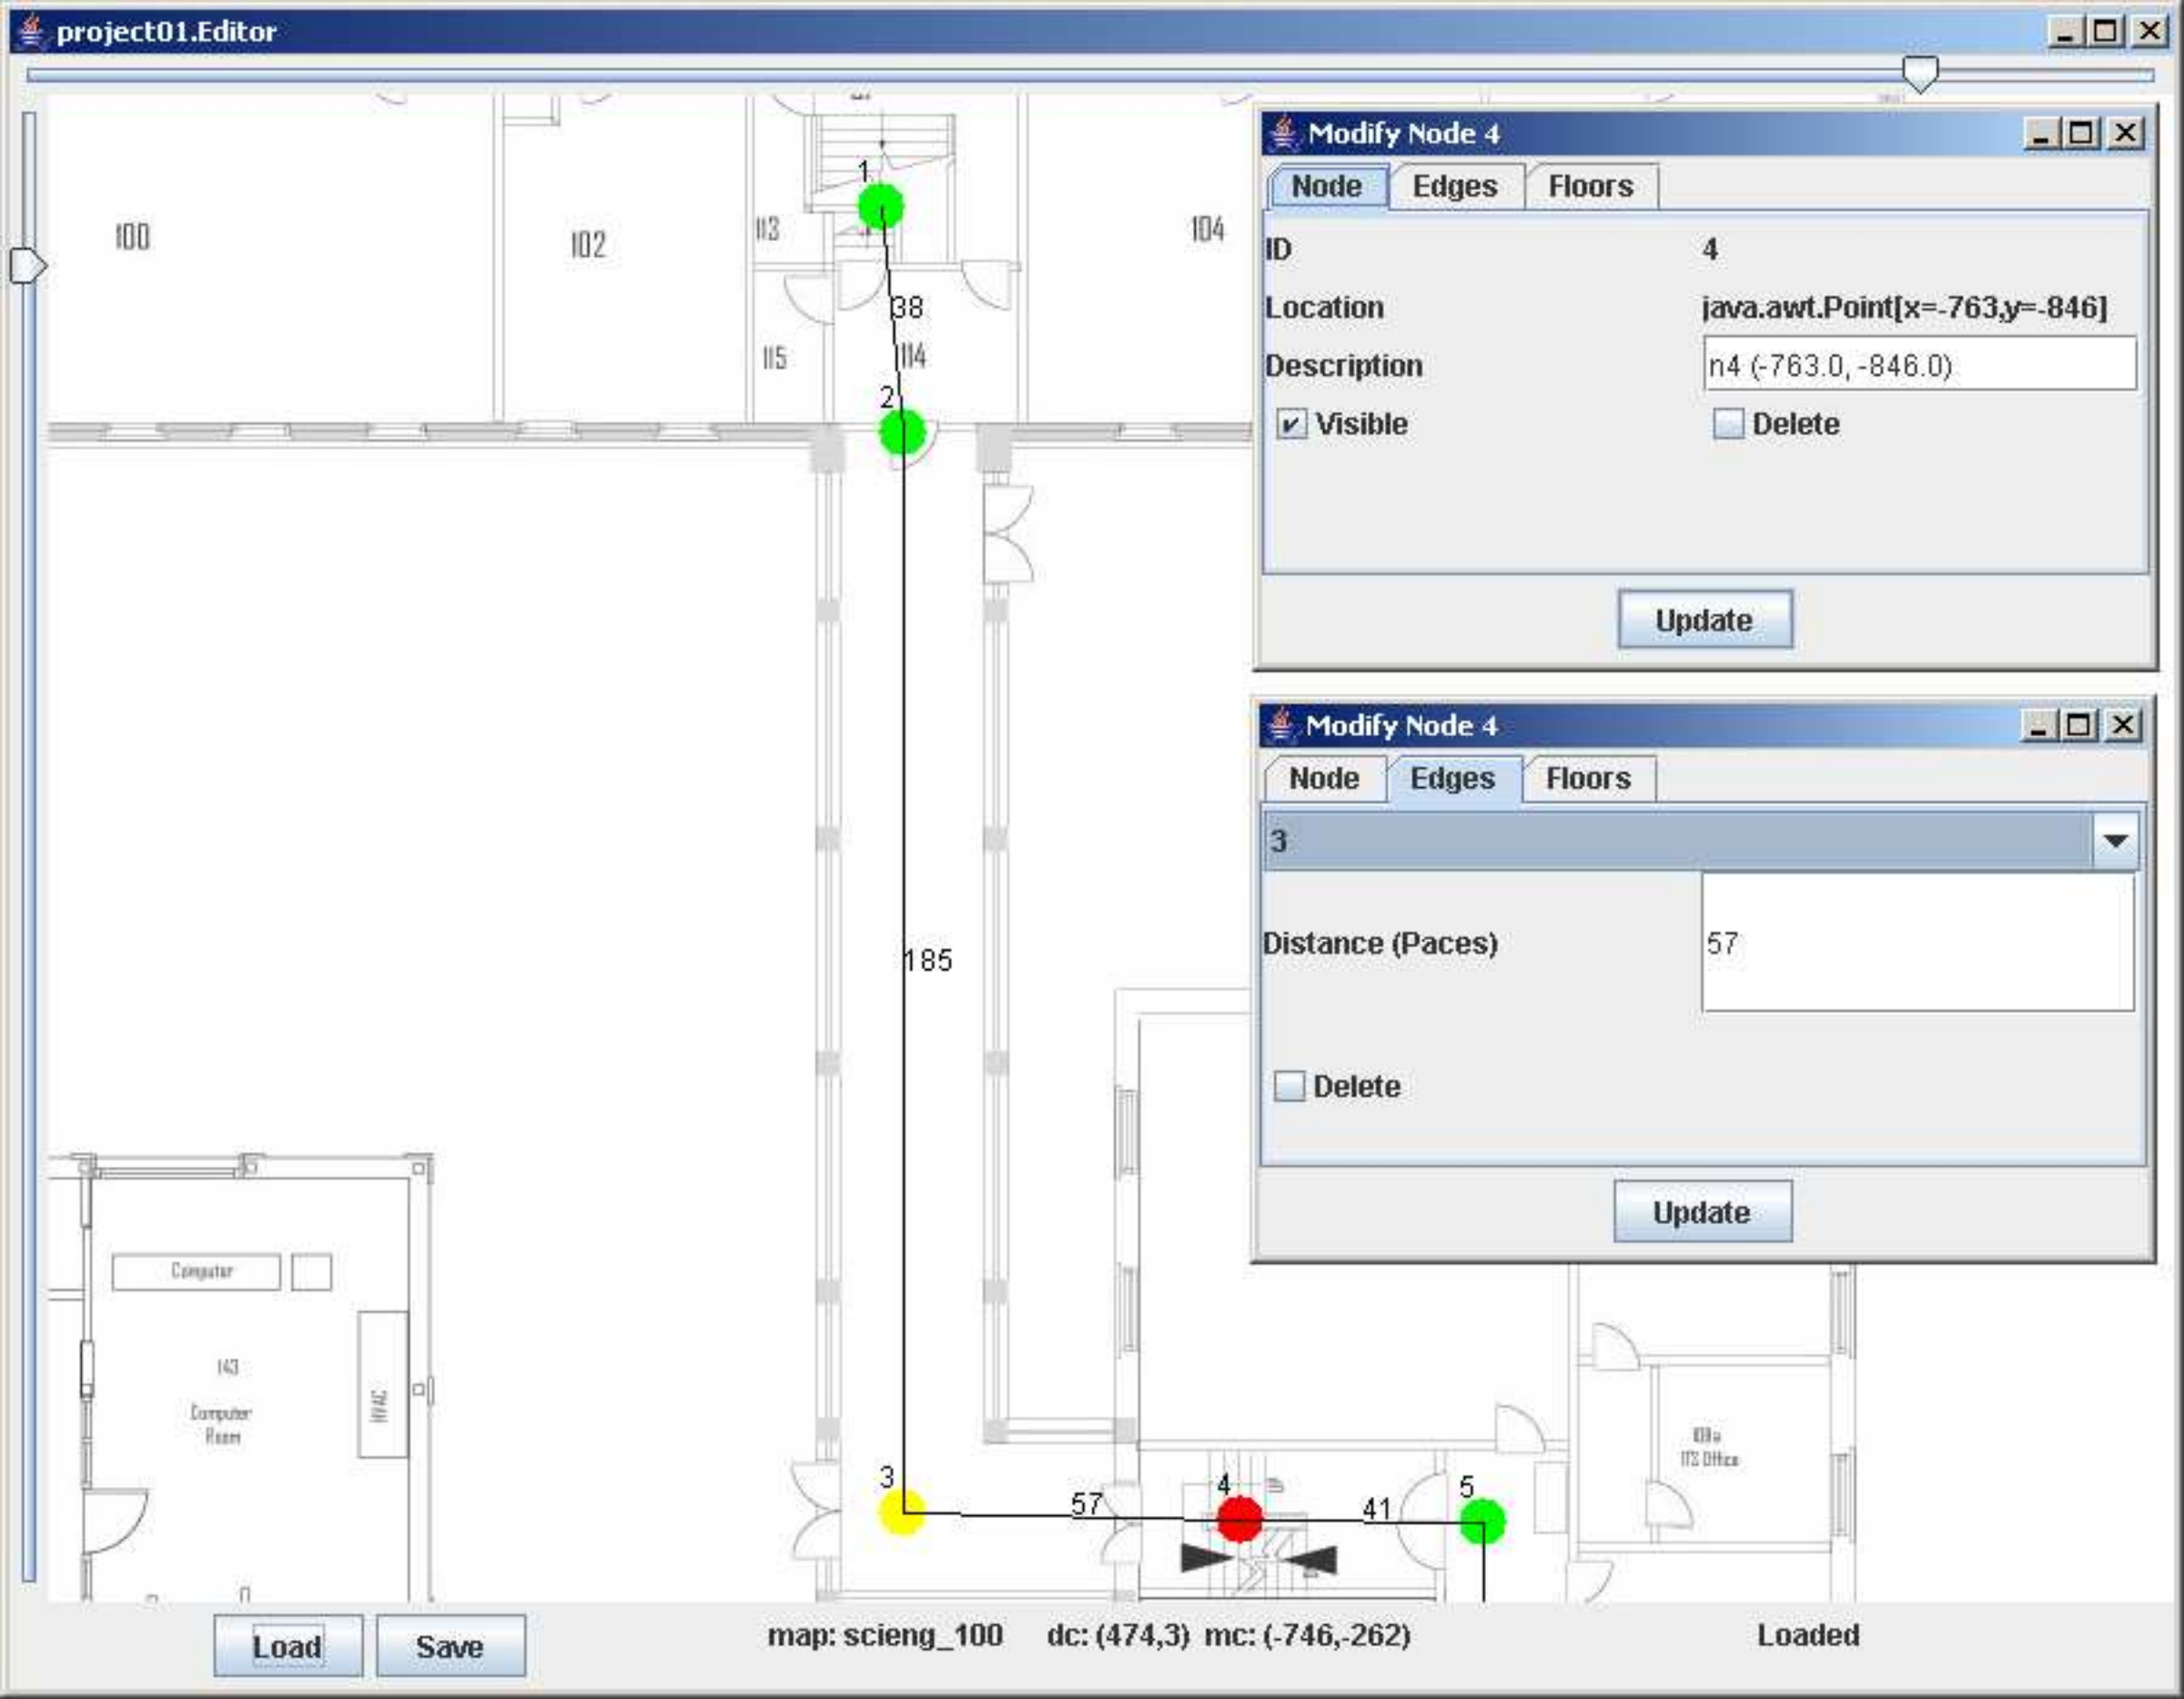 project01.Editor
100
102
113
104
1
38
115
114
2
185
Computer
143
Computer
Room
HVAC
3
57
4
41
5
109a
ITS Office
Modify Node 4
Node Edges Floors
ID 4
Location java.awt.Point[x=-763,y=-846]
Description n4 (-763.0, -846.0)
Visible Delete
Update
Modify Node 4
Node Edges Floors
3
Distance (Paces) 57
Delete
Update
Load Save map: scieng_100 dc: (474,3) mc: (-746,-262) Loaded